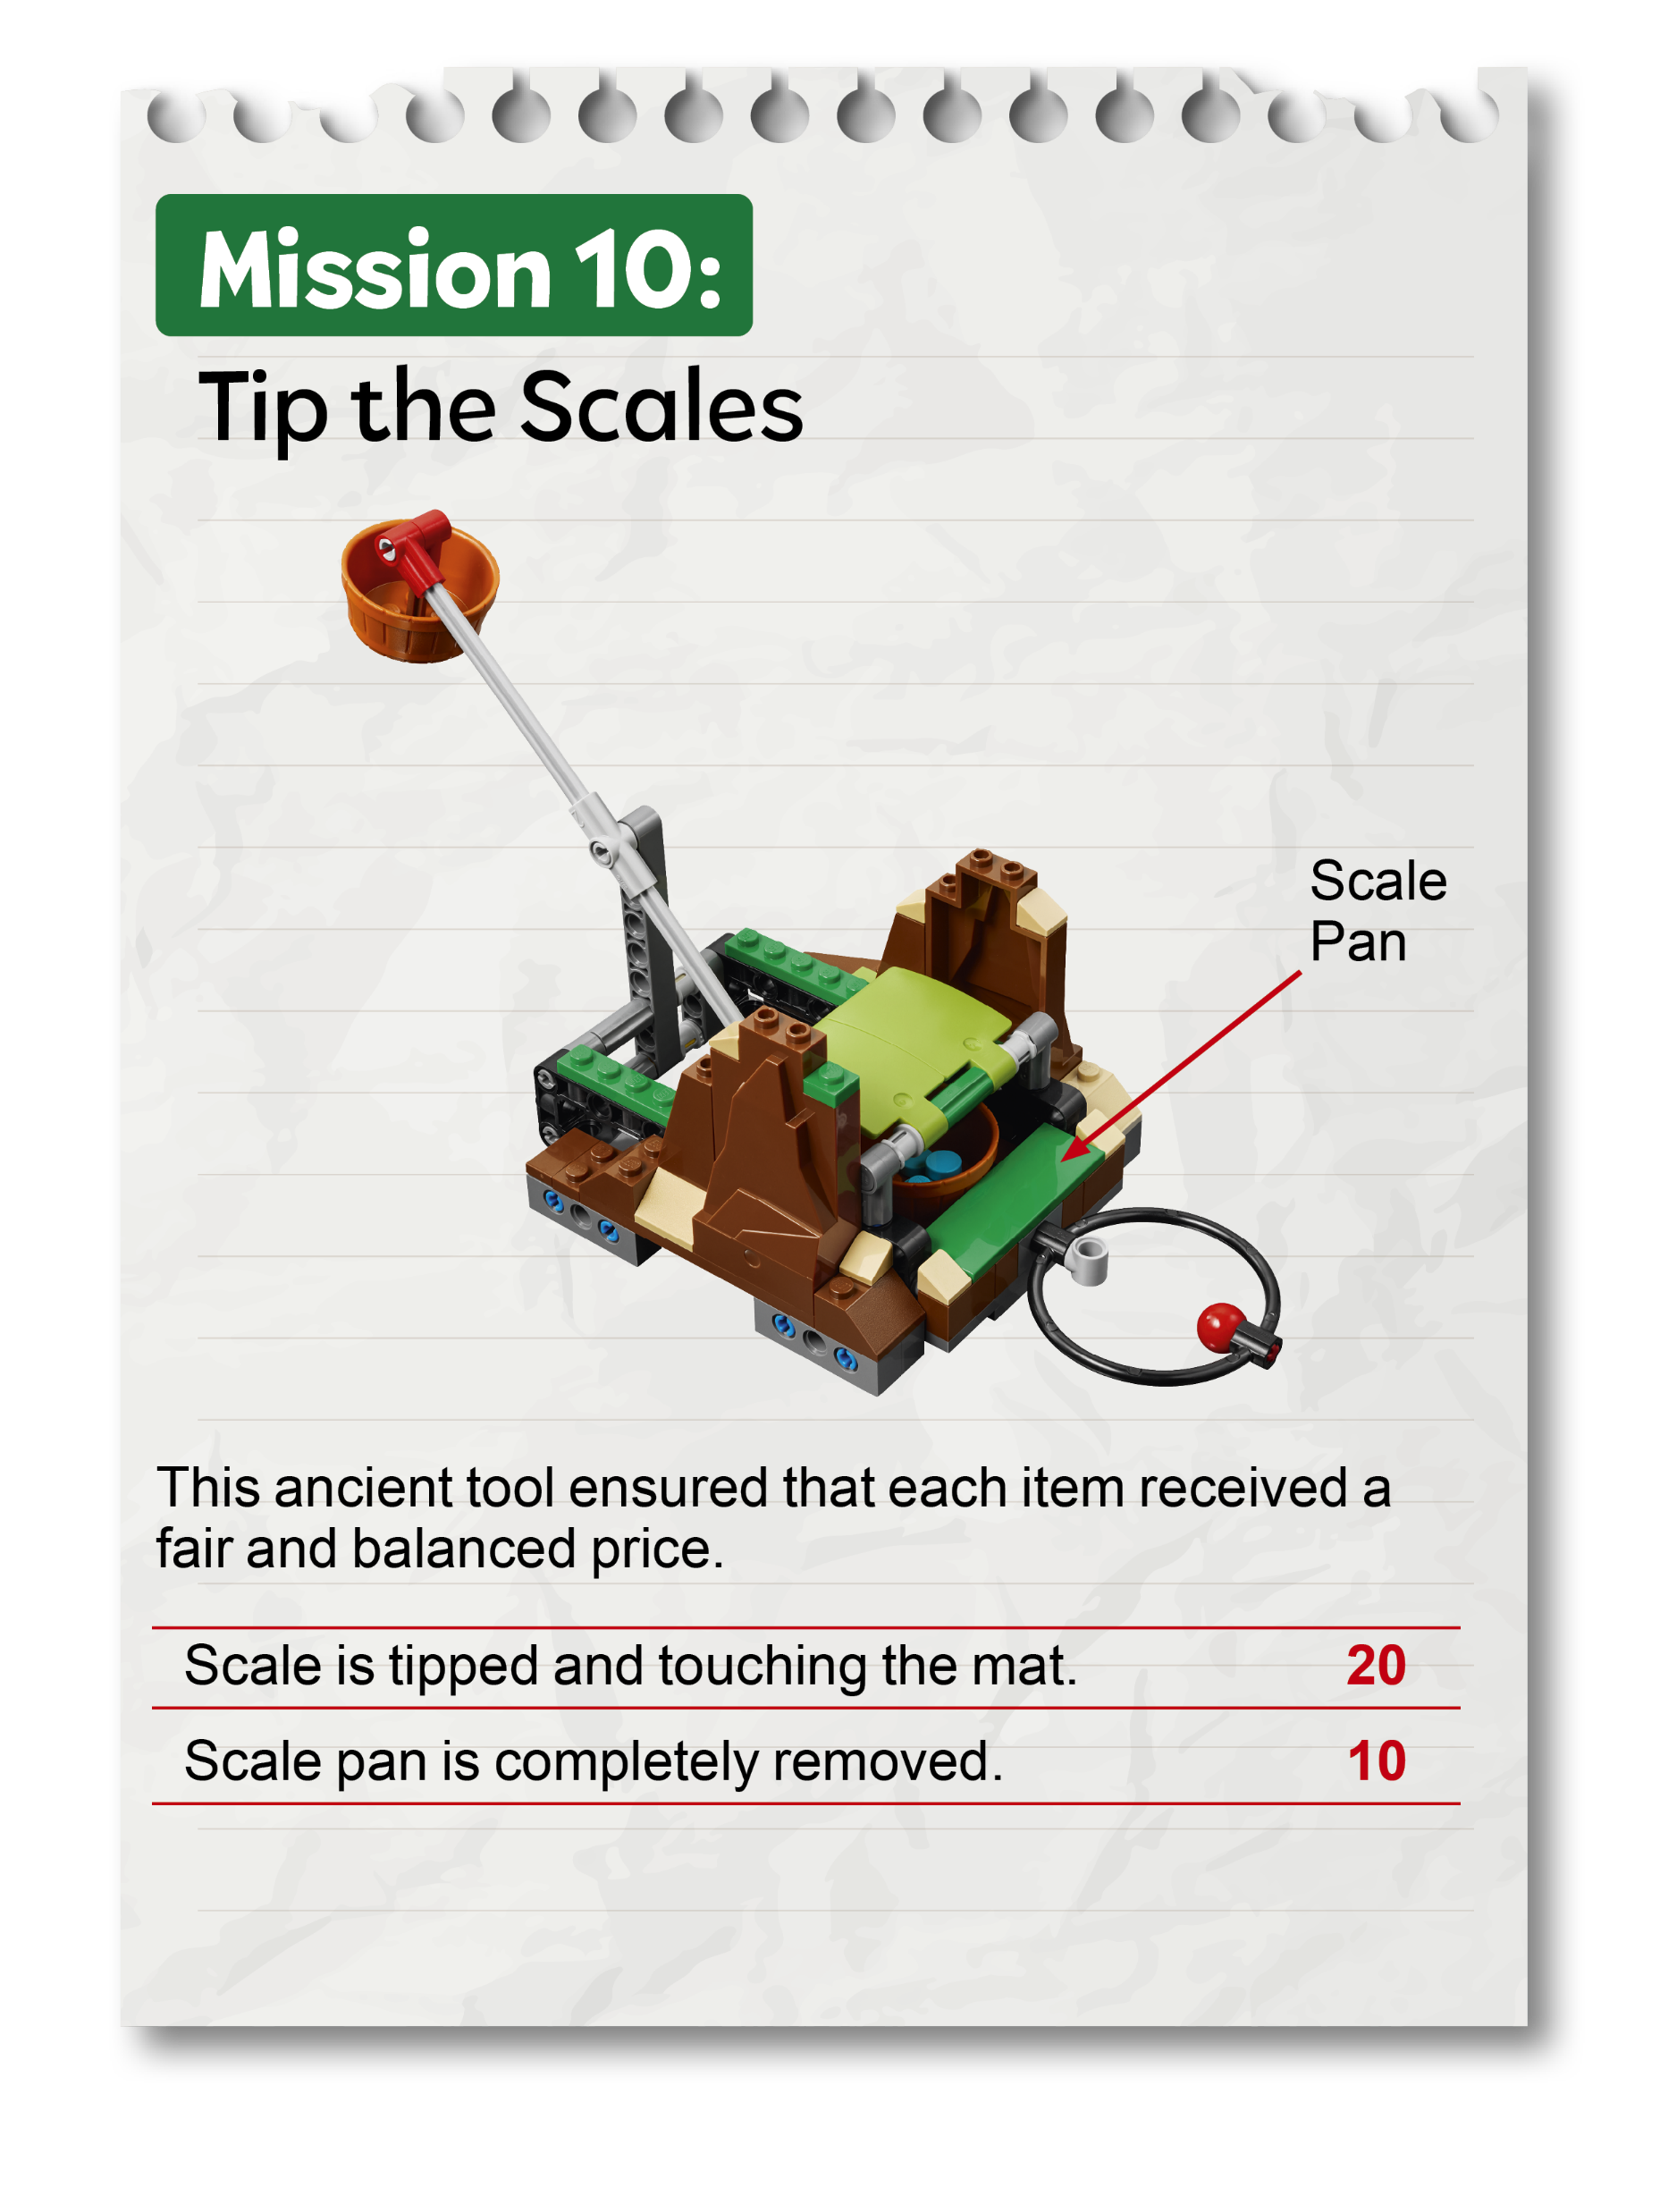 Mission 10:
Tip the Scales
Scale
Pan
This ancient tool ensured that each item received a
fair and balanced price.
Scale is tipped and touching the mat. 20
Scale pan is completely removed. 10